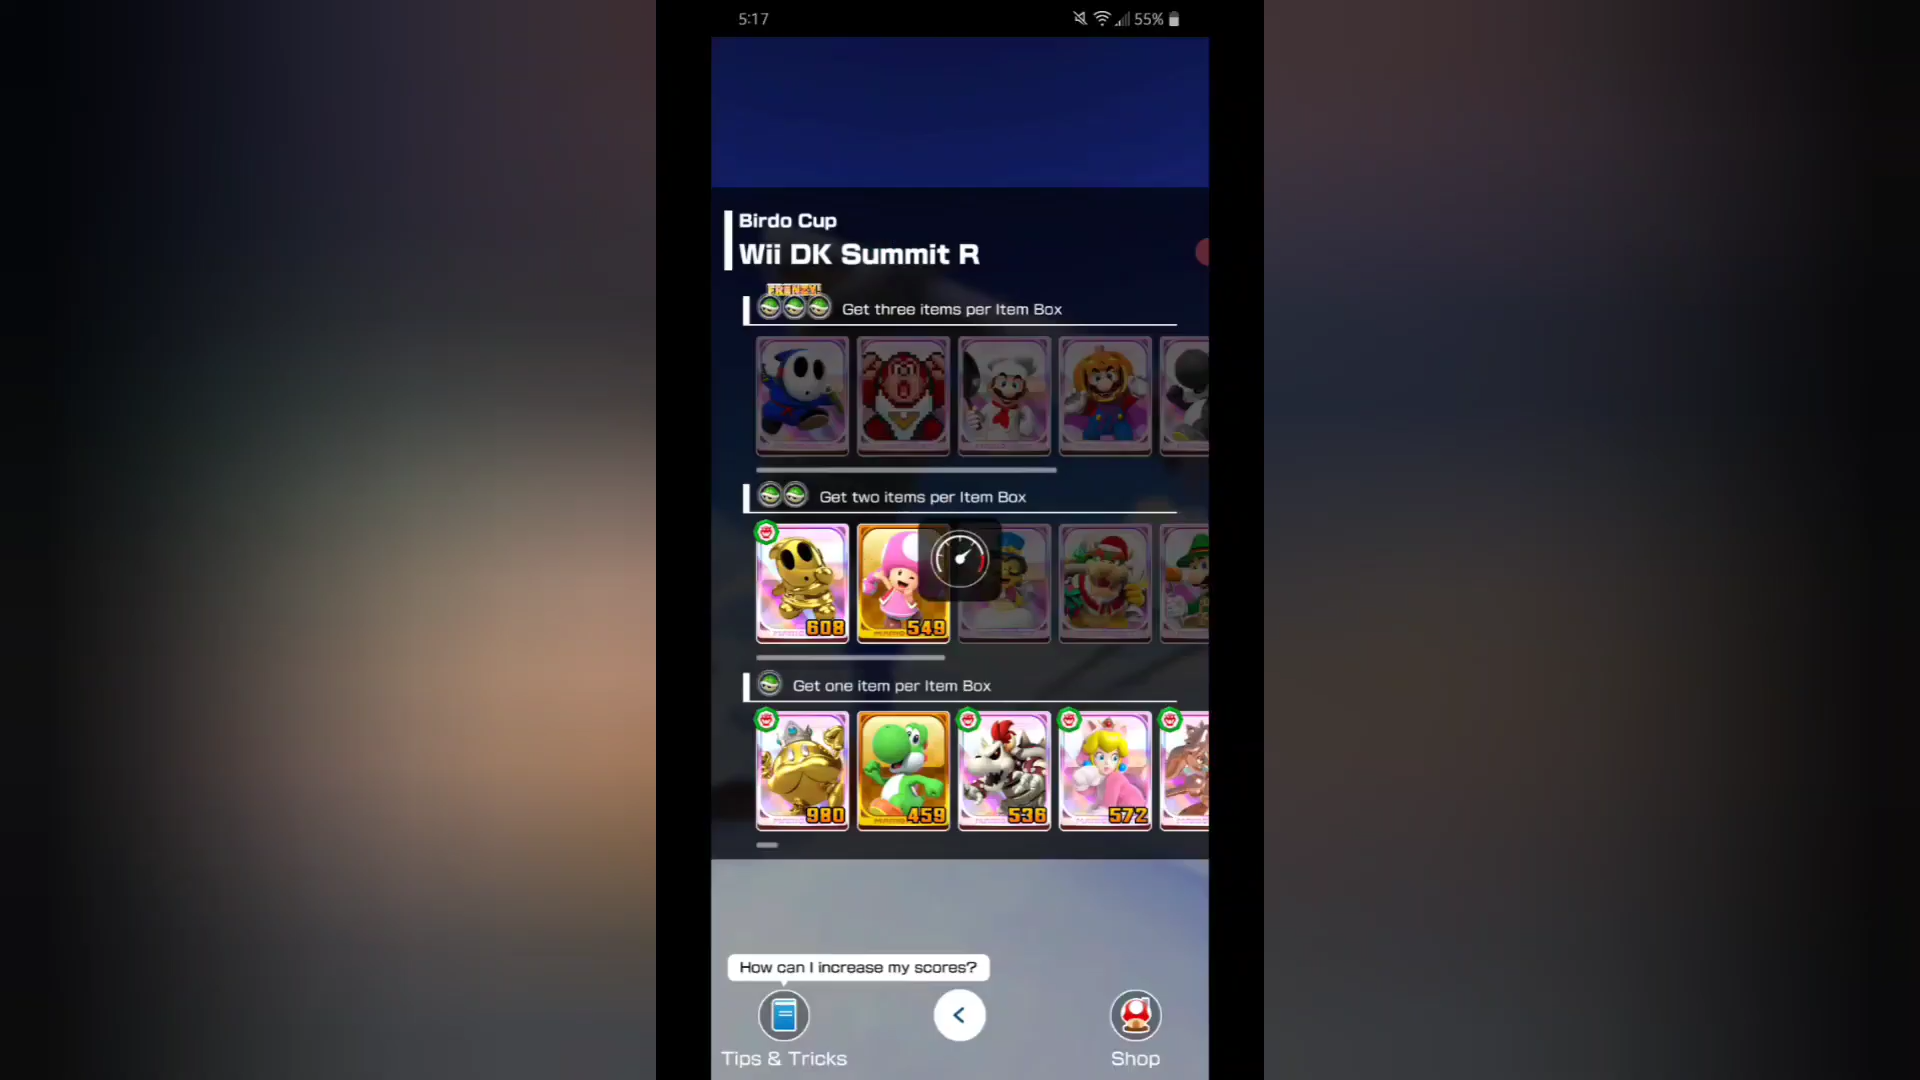 5:17
55%
Birdo Cup
Wii DK Summit R
FRENZY!
Get three items per Item Box
Get two items per Item Box
608
549
Get one item per Item Box
980
459
536
572
How can I increase my scores?
Tips & Tricks
Shop